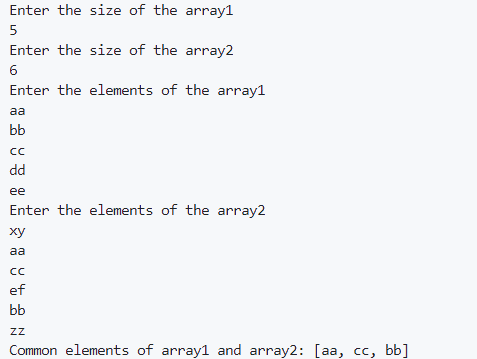 Enter the size of the array1
5
Enter the size of the array2
6
Enter the elements of the array1
aa
bb
cc
dd
ee
Enter the elements of the array2
xy
aa
cc
ef
bb
zz
Common elements of array1 and array2: [aa, cc, bb]